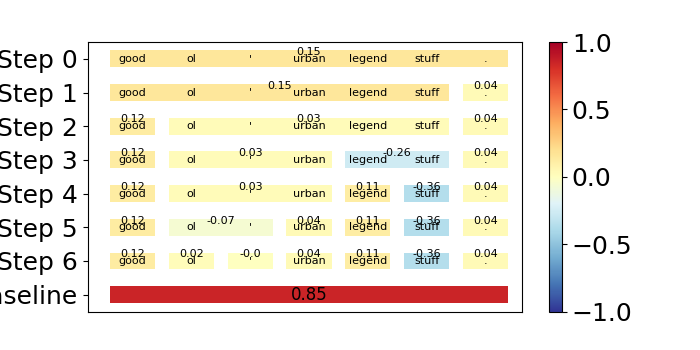 Step 0 good ol ' urban legend stuff . 0.15
Step 1 good ol ' urban legend stuff 0.15 . 0.04
Step 2 good 0.12 ol ' urban legend stuff 0.03 . 0.04
Step 3 good 0.12 ol ' urban 0.03 legend stuff -0.26 . 0.04
Step 4 good 0.12 ol ' urban 0.03 legend 0.11 stuff -0.36 . 0.04
Step 5 good 0.12 ol ' -0.07 urban 0.04 legend 0.11 stuff -0.36 . 0.04
Step 6 good 0.12 ol 0.02 ' -0.0 urban 0.04 legend 0.11 stuff -0.36 . 0.04
aseline 0.85
1.0
0.5
0.0
−0.5
−1.0